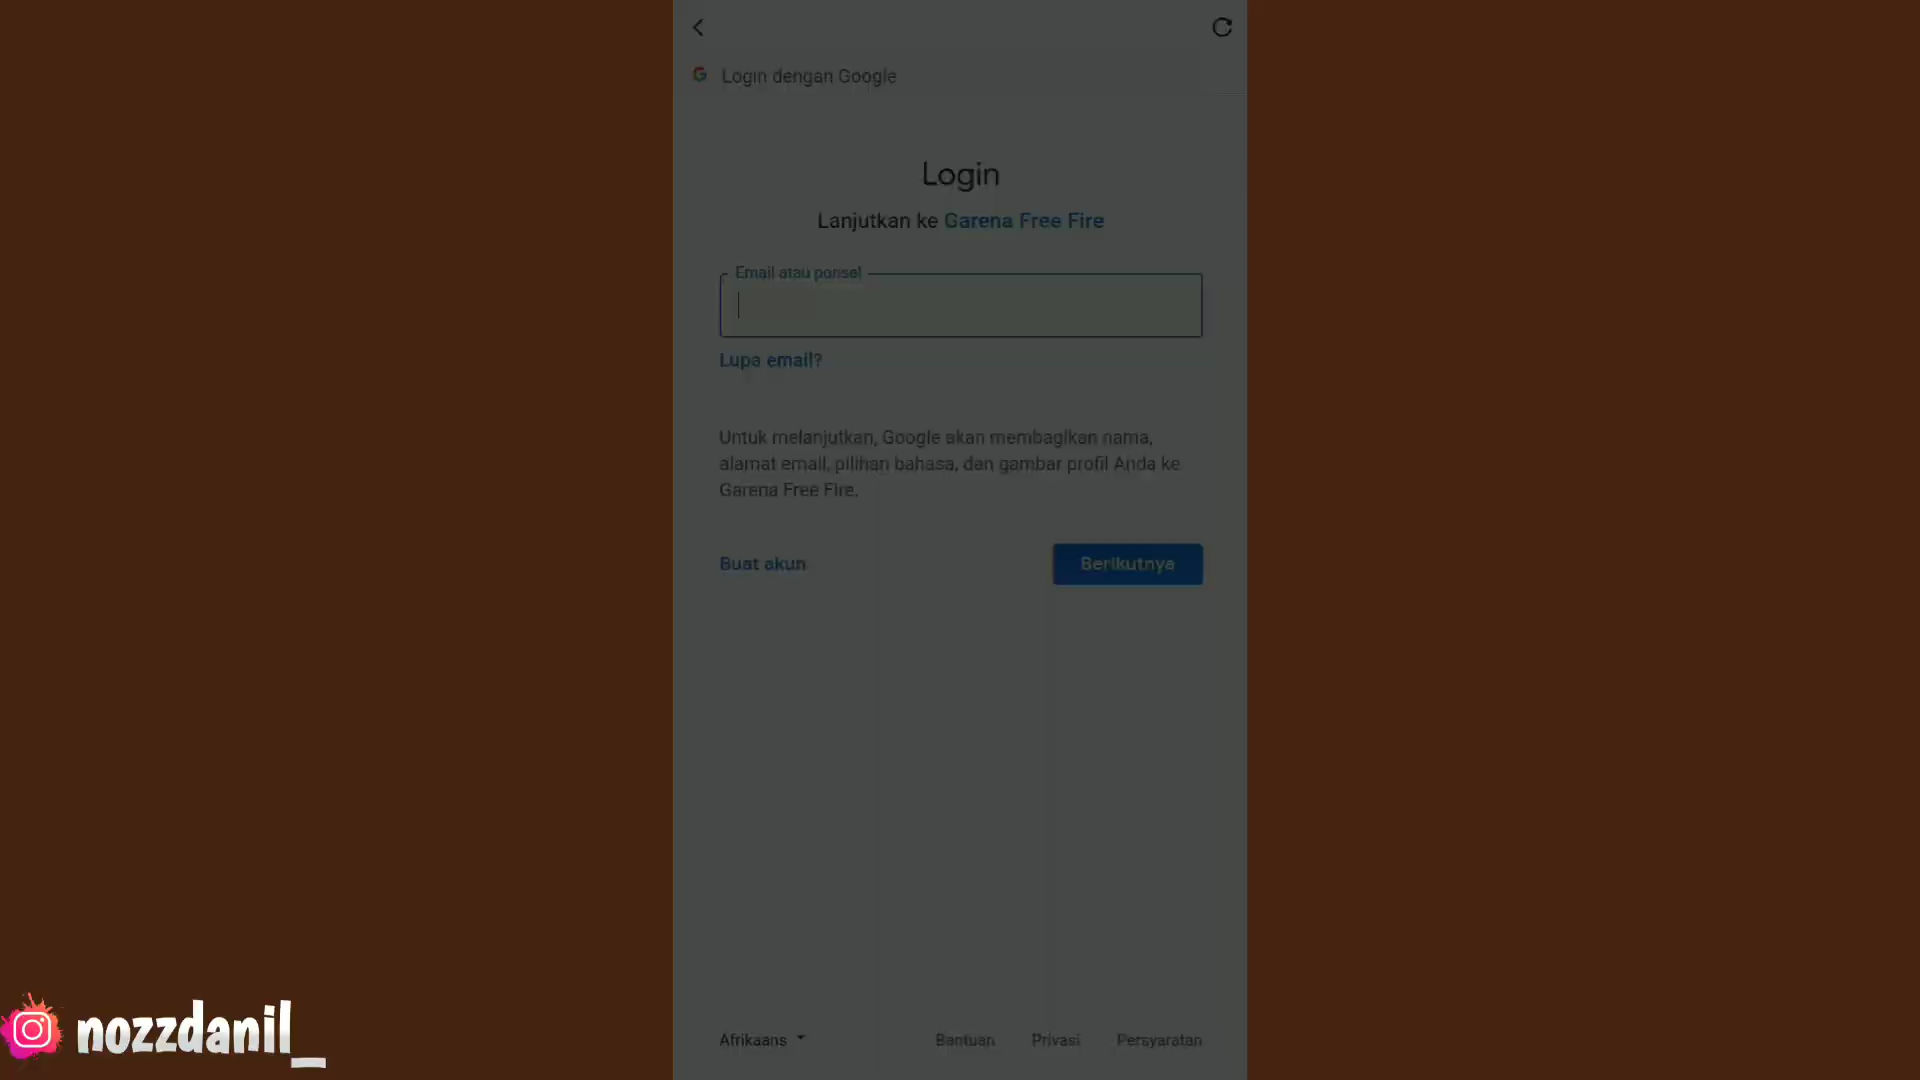 Login dengan Google
Login
Lanjutkan ke Garena Free Fire
Email atau ponsel
Lupa email?
Untuk melanjutkan, Google akan membagikan nama,
alamat email, pilihan bahasa, dan gambar profil Anda ke
Garena Free Fire.
Buat akun
Berikutnya
Afrikaans
Bantuan
Privasi
Persyaratan
nozzdanil_